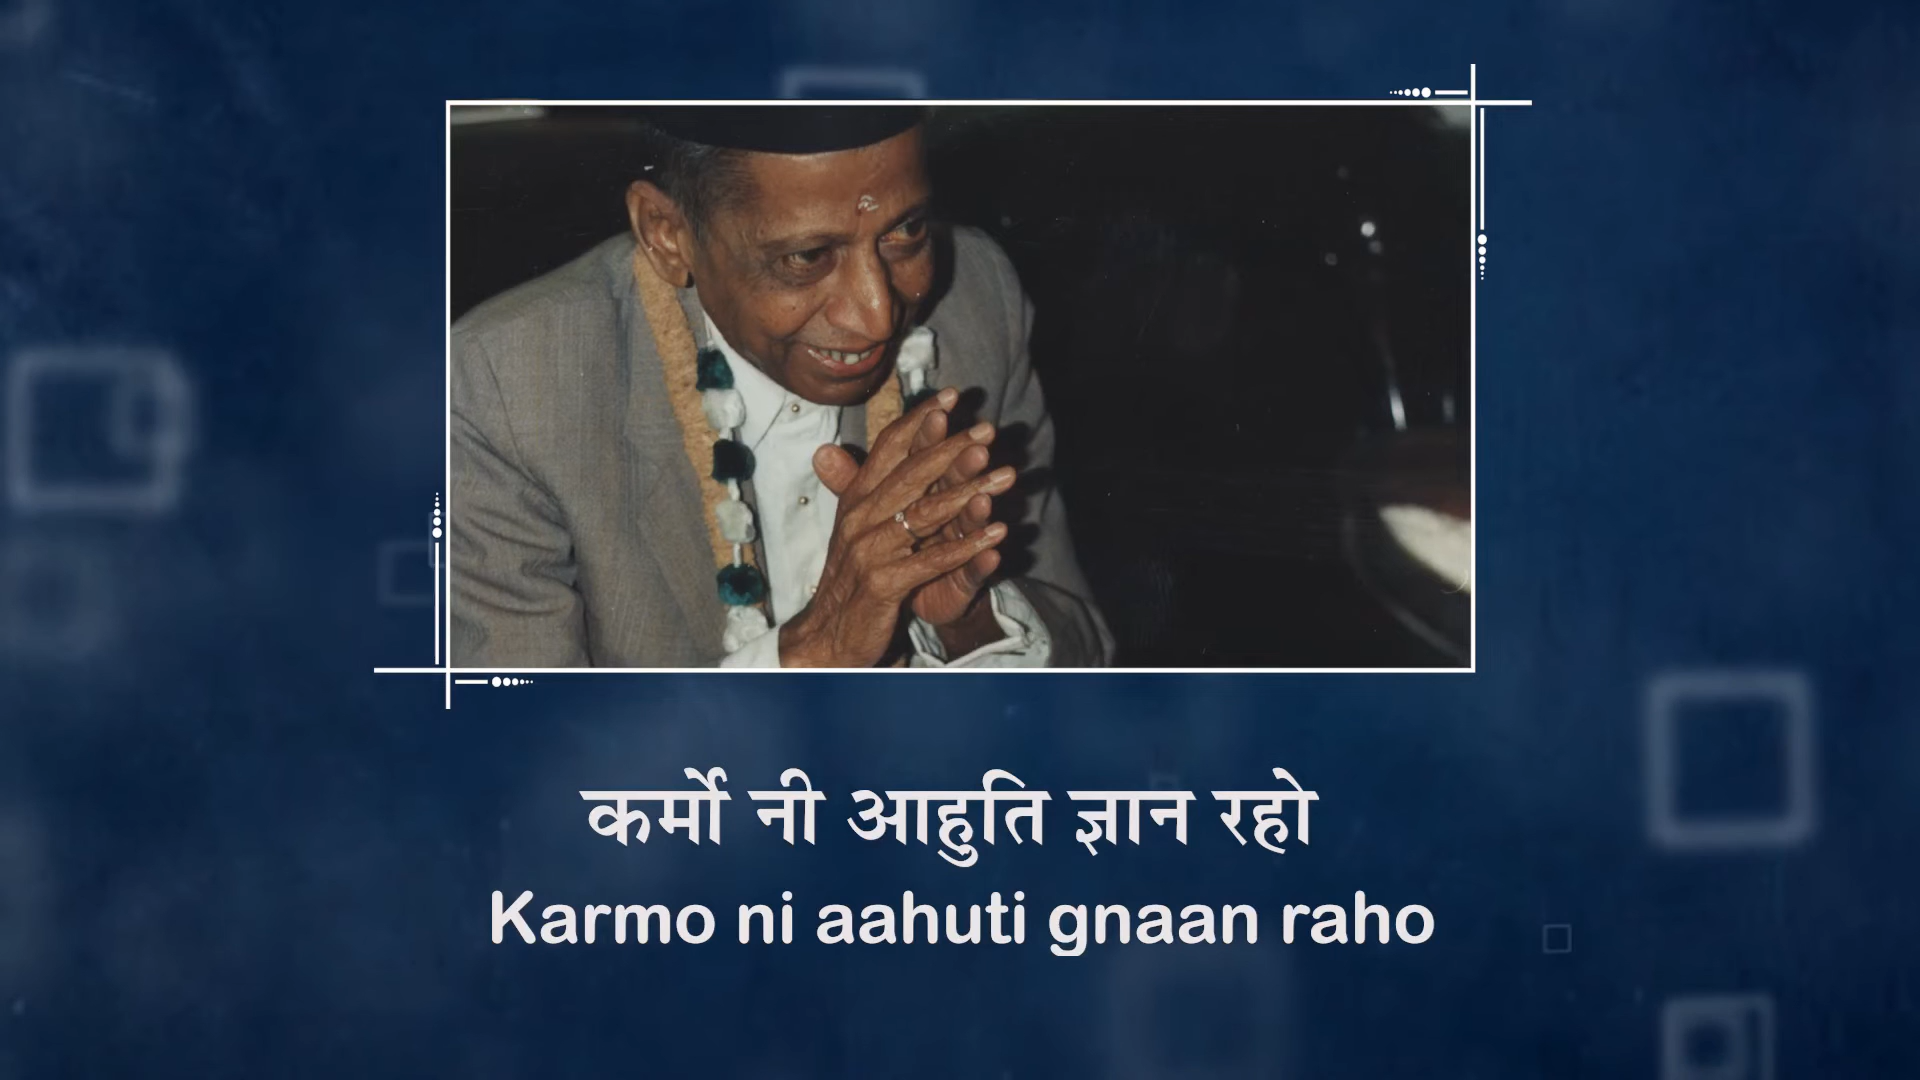 कर्मो नी आहुति ज्ञान रहो
Karmo ni aahuti gnaan raho